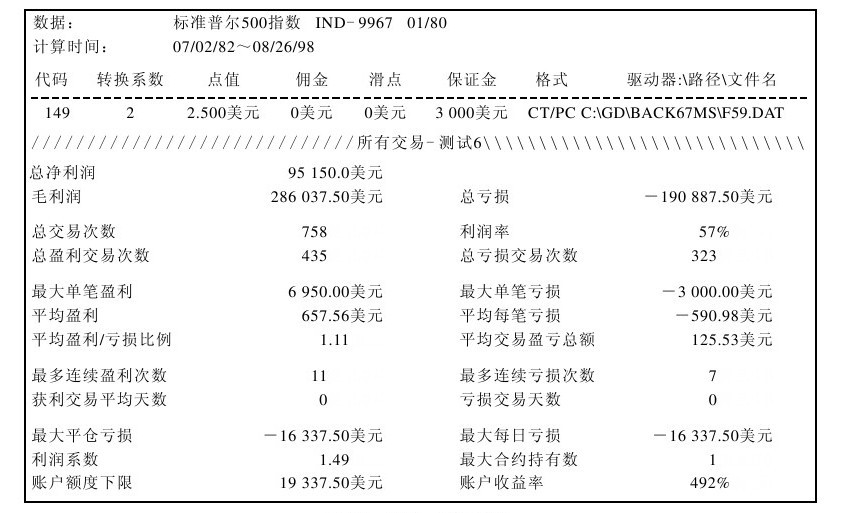 数据： 标准普尔500指数 IND-9967 01/80
计算时间： 07/02/82～08/26/98
代码 转换系数 点值 佣金 滑点 保证金 格式 驱动器:\路径\文件名
149 2 2.500美元 0美元 0美元 3 000美元 CT/PC C:\GD\BACK67MS\F59.DAT
/////////////////////////////所有交易-测试6\\\\\\\\\\\\\\\\\\\\\\\\\\\\\
总净利润 95 150.0美元
毛利润 286 037.50美元 总亏损 －190 887.50美元
总交易次数 758 利润率 57%
总盈利交易次数 435 总亏损交易次数 323
最大单笔盈利 6 950.00美元 最大单笔亏损 －3 000.00美元
平均盈利 657.56美元 平均每笔亏损 －590.98美元
平均盈利/亏损比例 1.11 平均交易盈亏总额 125.53美元
最多连续盈利次数 11 最多连续亏损次数 7
获利交易平均天数 0 亏损交易天数 0
最大平仓亏损 －16 337.50美元 最大每日亏损 －16 337.50美元
利润系数 1.49 最大合约持有数 1
账户额度下限 19 337.50美元 账户收益率 492%